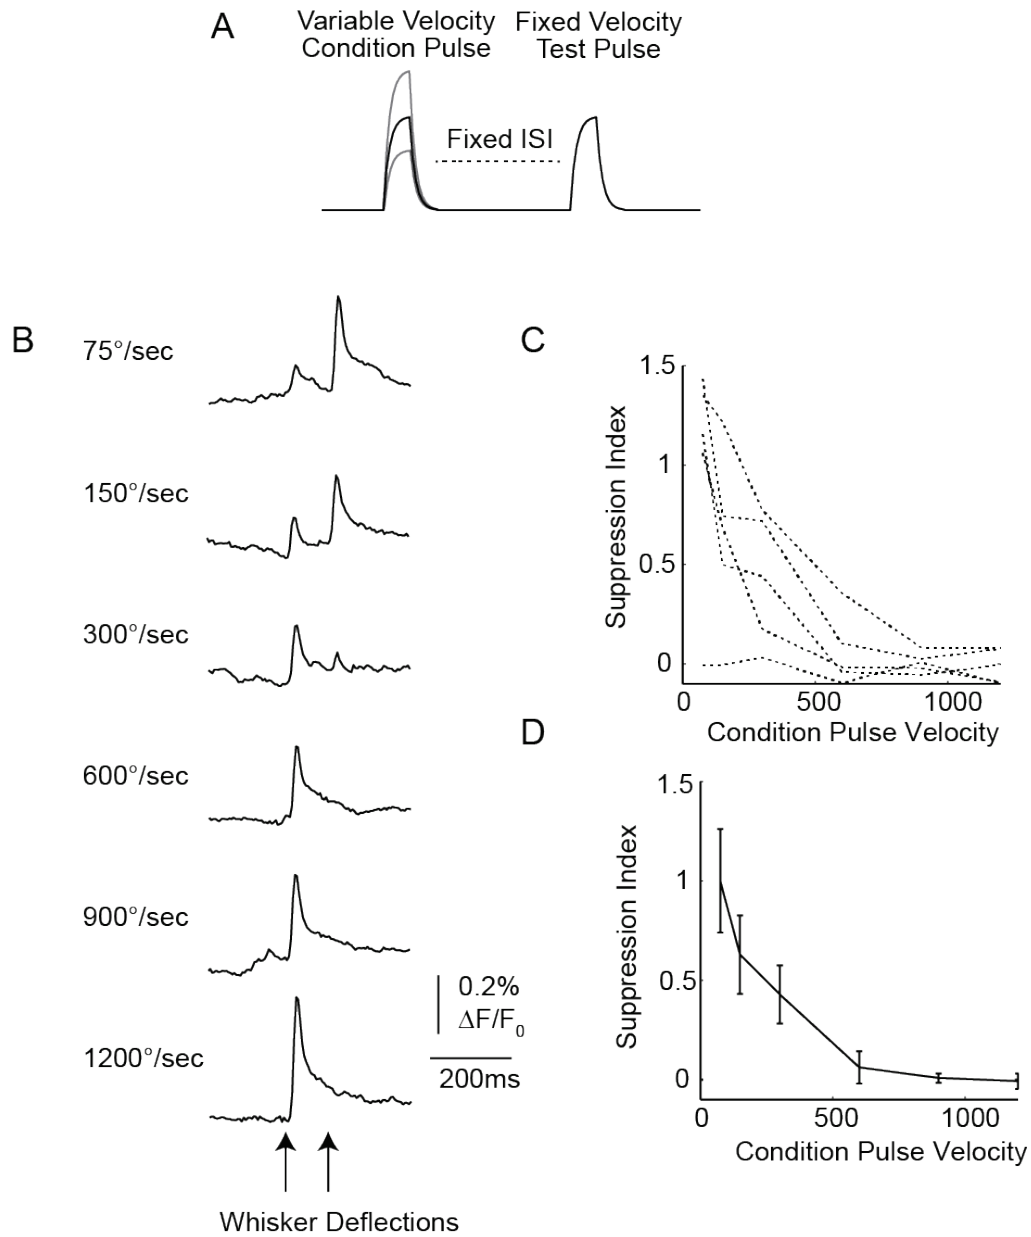 A
Variable Velocity
Condition Pulse
Fixed Velocity
Test Pulse
Fixed ISI
B
75°/sec
150°/sec
300°/sec
600°/sec
900°/sec
1200°/sec
0.2%
ΔF/F0
200ms
Whisker Deflections
C
Suppression Index
1.5
1
0.5
0
0
500
1000
Condition Pulse Velocity
D
Suppression Index
1.5
1
0.5
0
0
500
1000
Condition Pulse Velocity